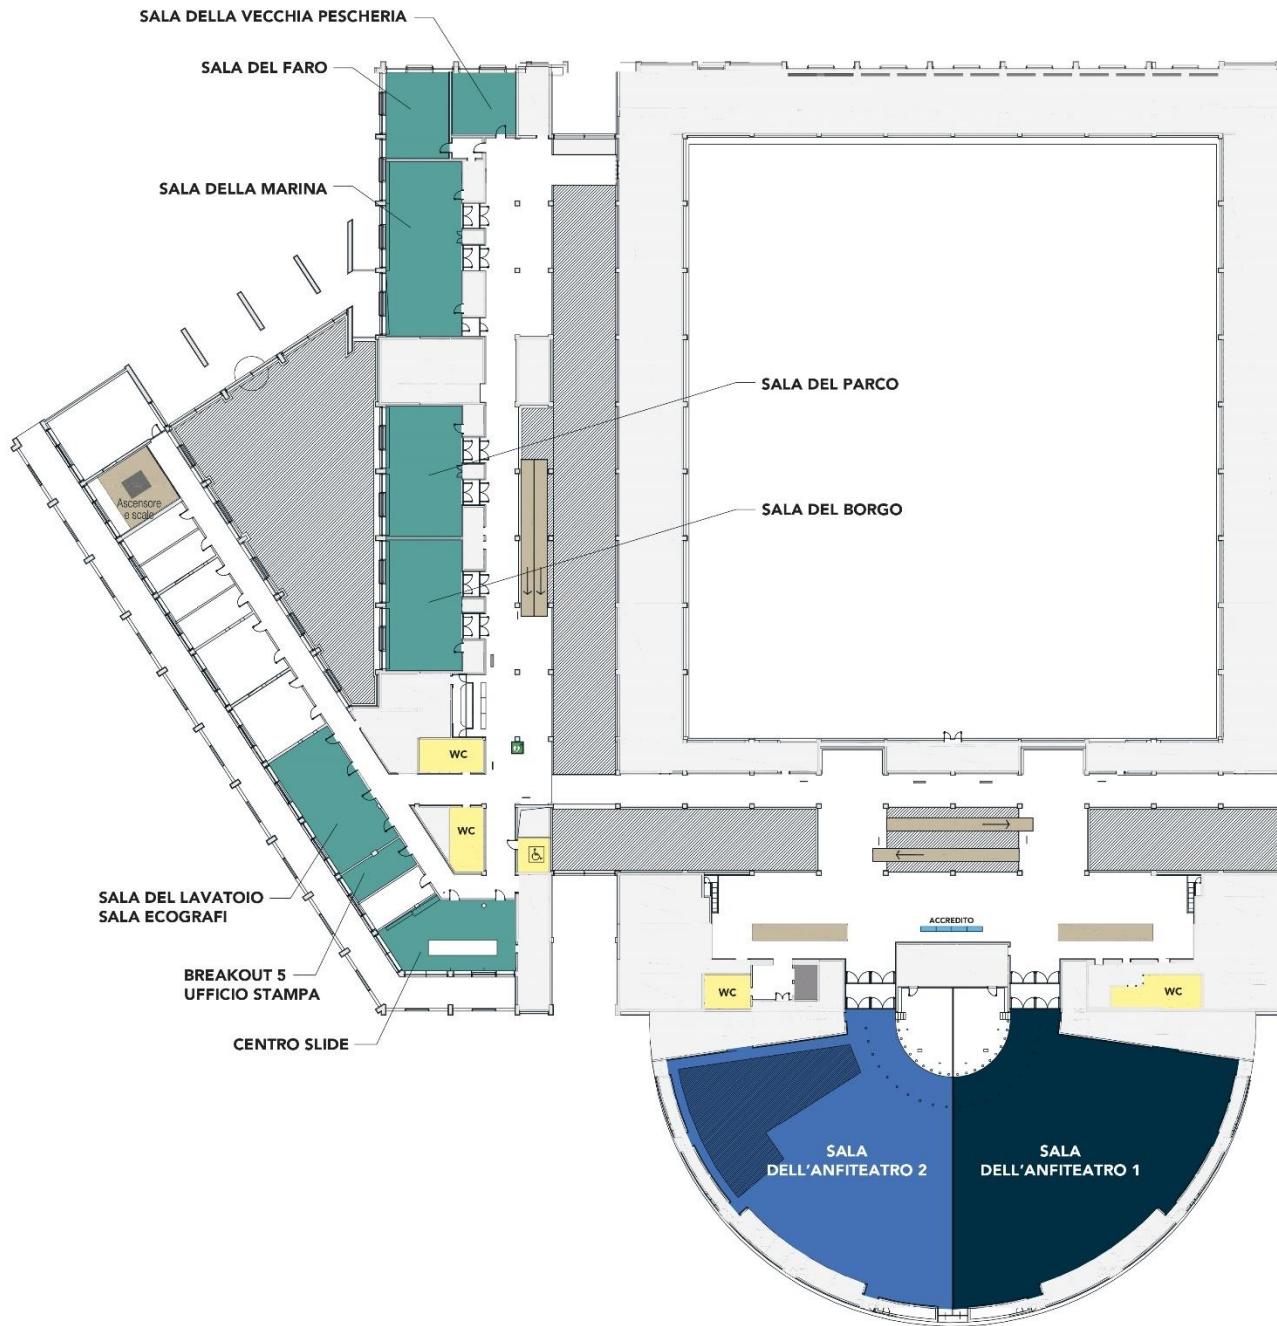 SALA DELLA VECCHIA PESCHERIA
SALA DEL FARO
SALA DELLA MARINA
SALA DEL PARCO
Ascensore
e scale
SALA DEL BORGO
WC
WC
SALA DEL LAVATOIO
SALA ECOGRAFI
ACCREDITO
BREAKOUT 5
UFFICIO STAMPA
WC
WC
CENTRO SLIDE
SALA
DELL'ANFITEATRO 2
SALA
DELL'ANFITEATRO 1